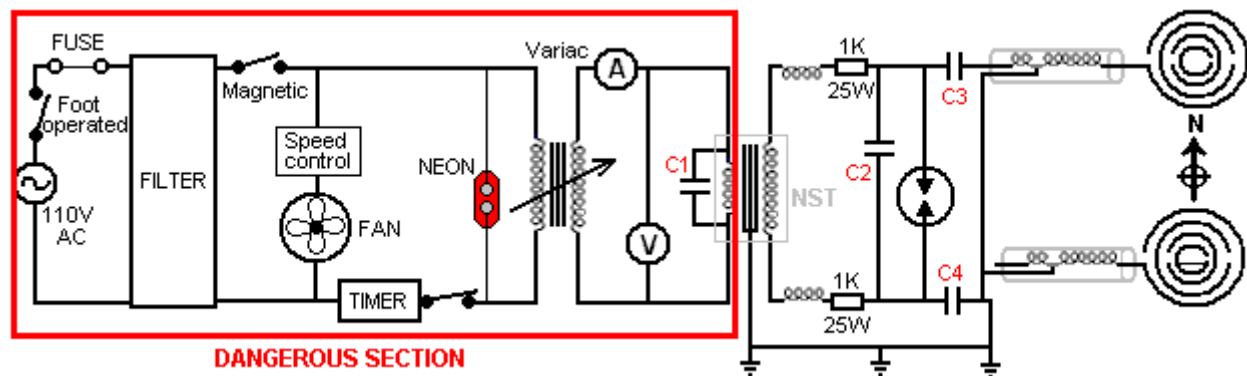 FUSE
Foot
operated
110V
AC
FILTER
Magnetic
Speed
control
FAN
TIMER
NEON
Variac
A
V
C1
NST
1K
25W
C2
C3
C4
1K
25W
N
DANGEROUS SECTION